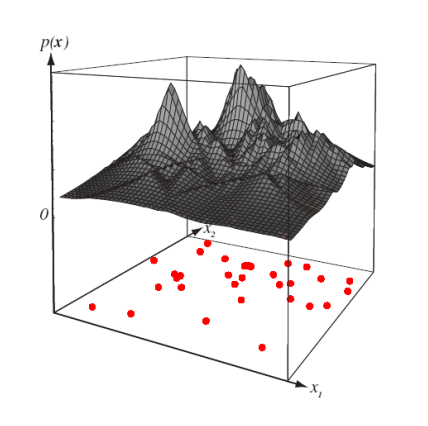 p(x)
0
x₂
x₁